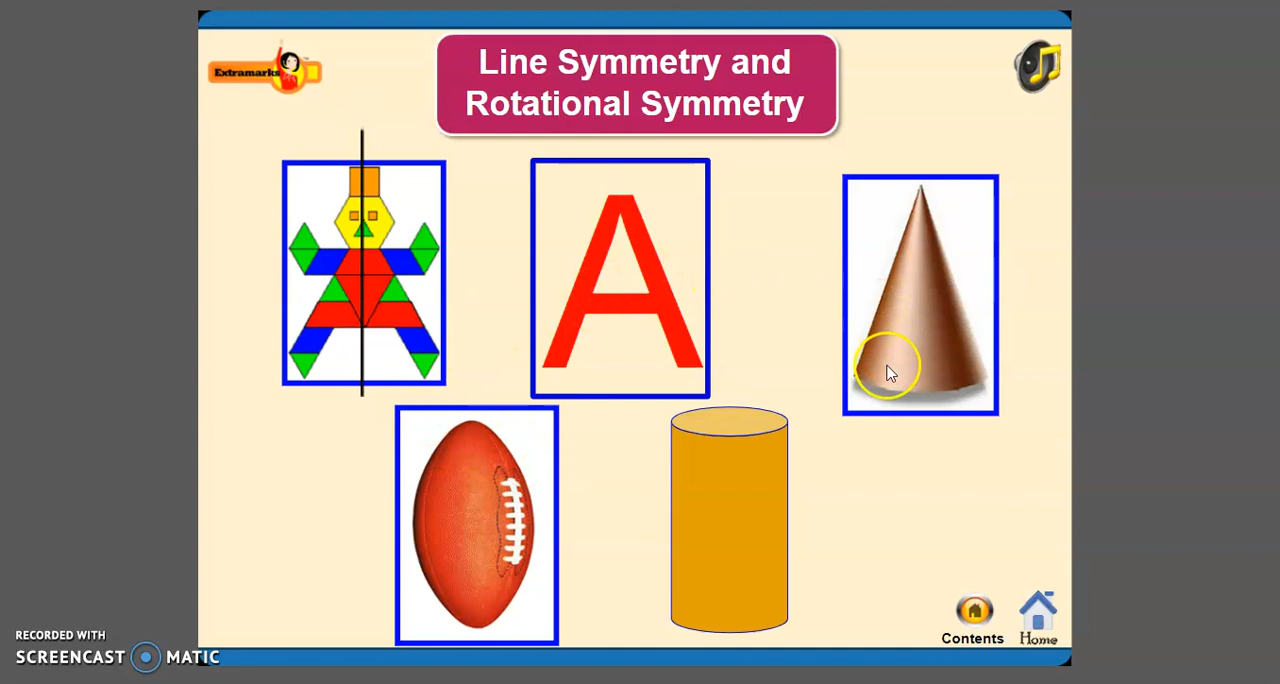 Line Symmetry and
Rotational Symmetry
Extramarks
A
Contents
Home
RECORDED WITH
SCREENCAST MATIC